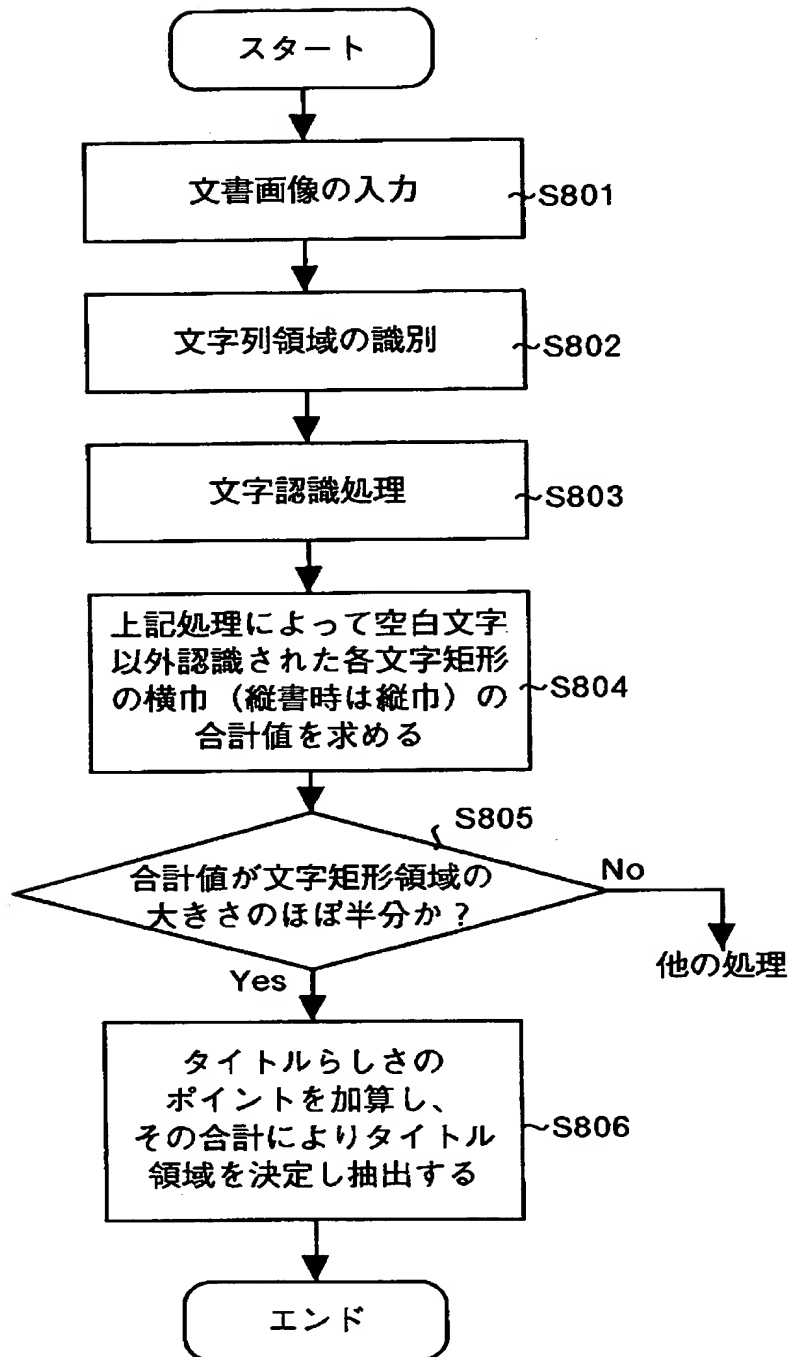 スタート
文書画像の入力
S801
文字列領域の識別
S802
文字認識処理
S803
上記処理によって空白文字
以外認識された各文字矩形
の横巾（縦書時は縦巾）の
合計値を求める
S804
S805
合計値が文字矩形領域の
大きさのほぼ半分か？
No
他の処理
Yes
タイトルらしさの
ポイントを加算し、
その合計によりタイトル
領域を決定し抽出する
S806
エンド